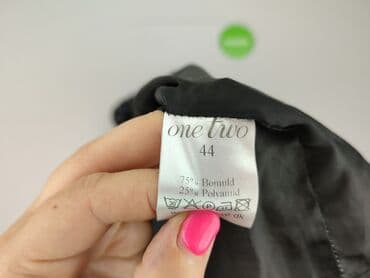 one two
44
75% Bomuld
25% Polyamid